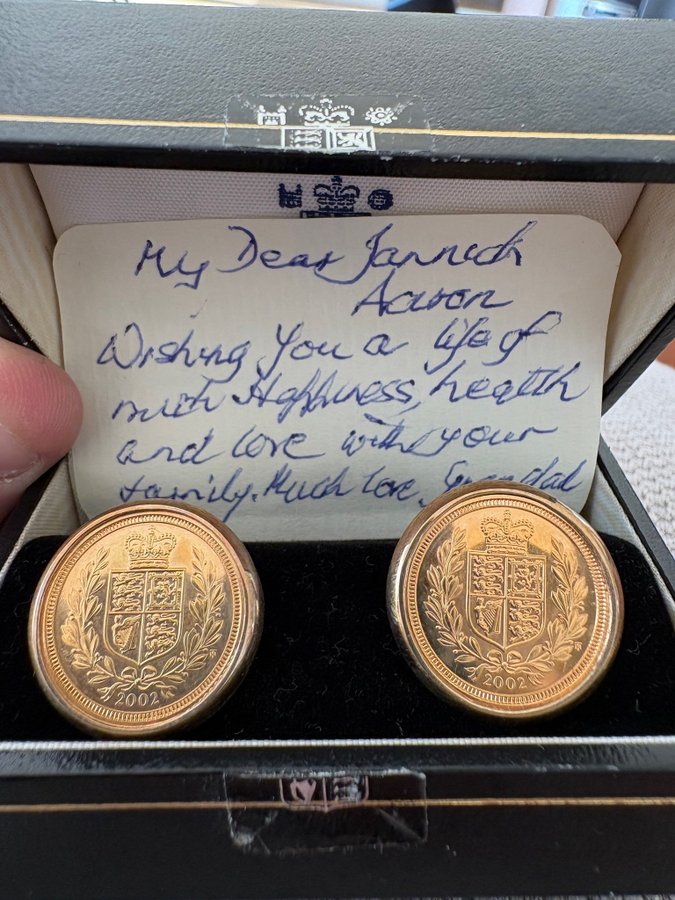 My Dear Jannick
Aaron
Wishing you a life of
much Happiness, health
and love with your
family. Much love, Grandad
2002
2002